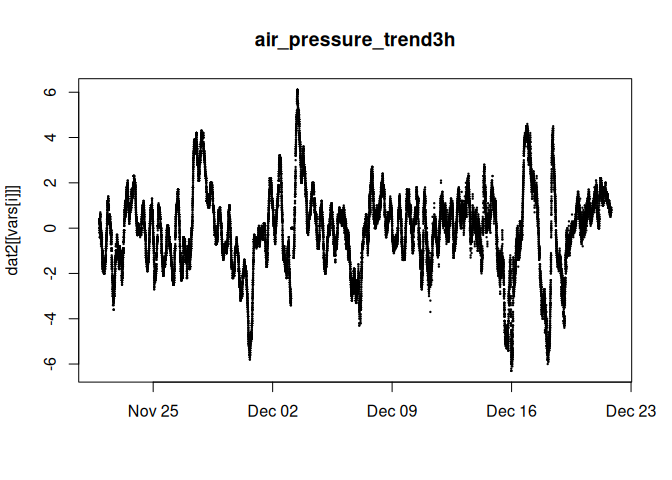 air_pressure_trend3h
dat2[[vars[i]]]
6
4
2
0
-2
-4
-6
Nov 25
Dec 02
Dec 09
Dec 16
Dec 23